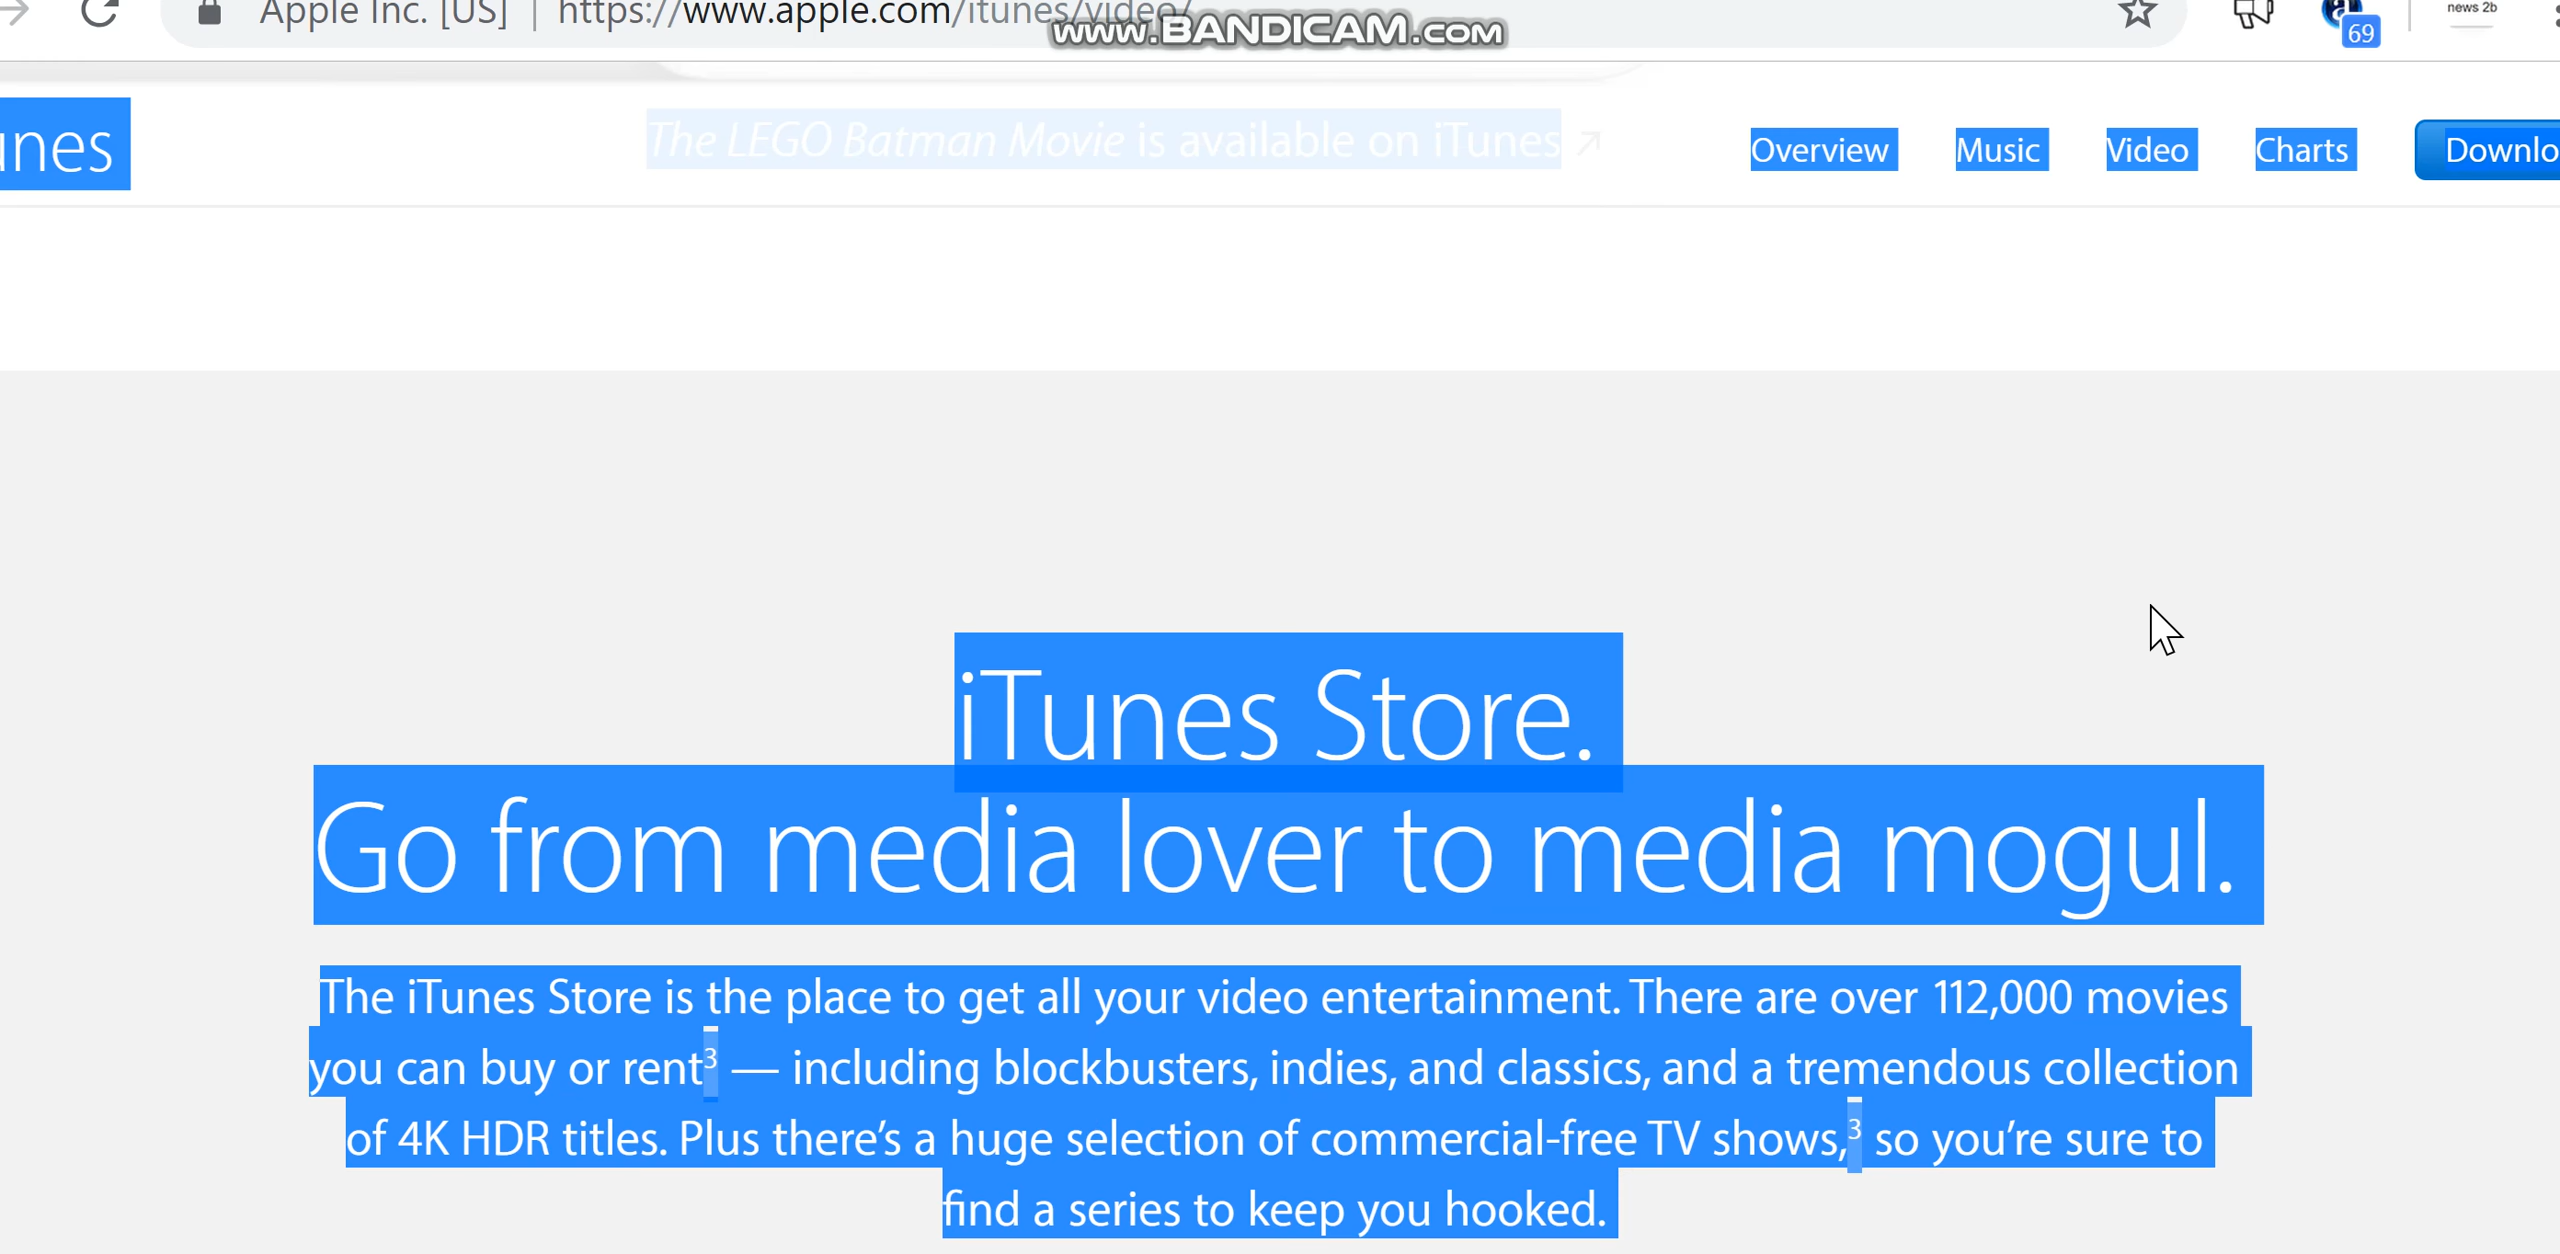 Apple Inc. [US] | https://www.apple.com/itunes/video/
www.BANDICAM.com
69
news 2b
unes
The LEGO Batman Movie is available on iTunes ↗
Overview Music Video Charts Downlo
iTunes Store.
Go from media lover to media mogul.
The iTunes Store is the place to get all your video entertainment. There are over 112,000 movies
you can buy or rent³ — including blockbusters, indies, and classics, and a tremendous collection
of 4K HDR titles. Plus there’s a huge selection of commercial-free TV shows,³ so you’re sure to
find a series to keep you hooked.